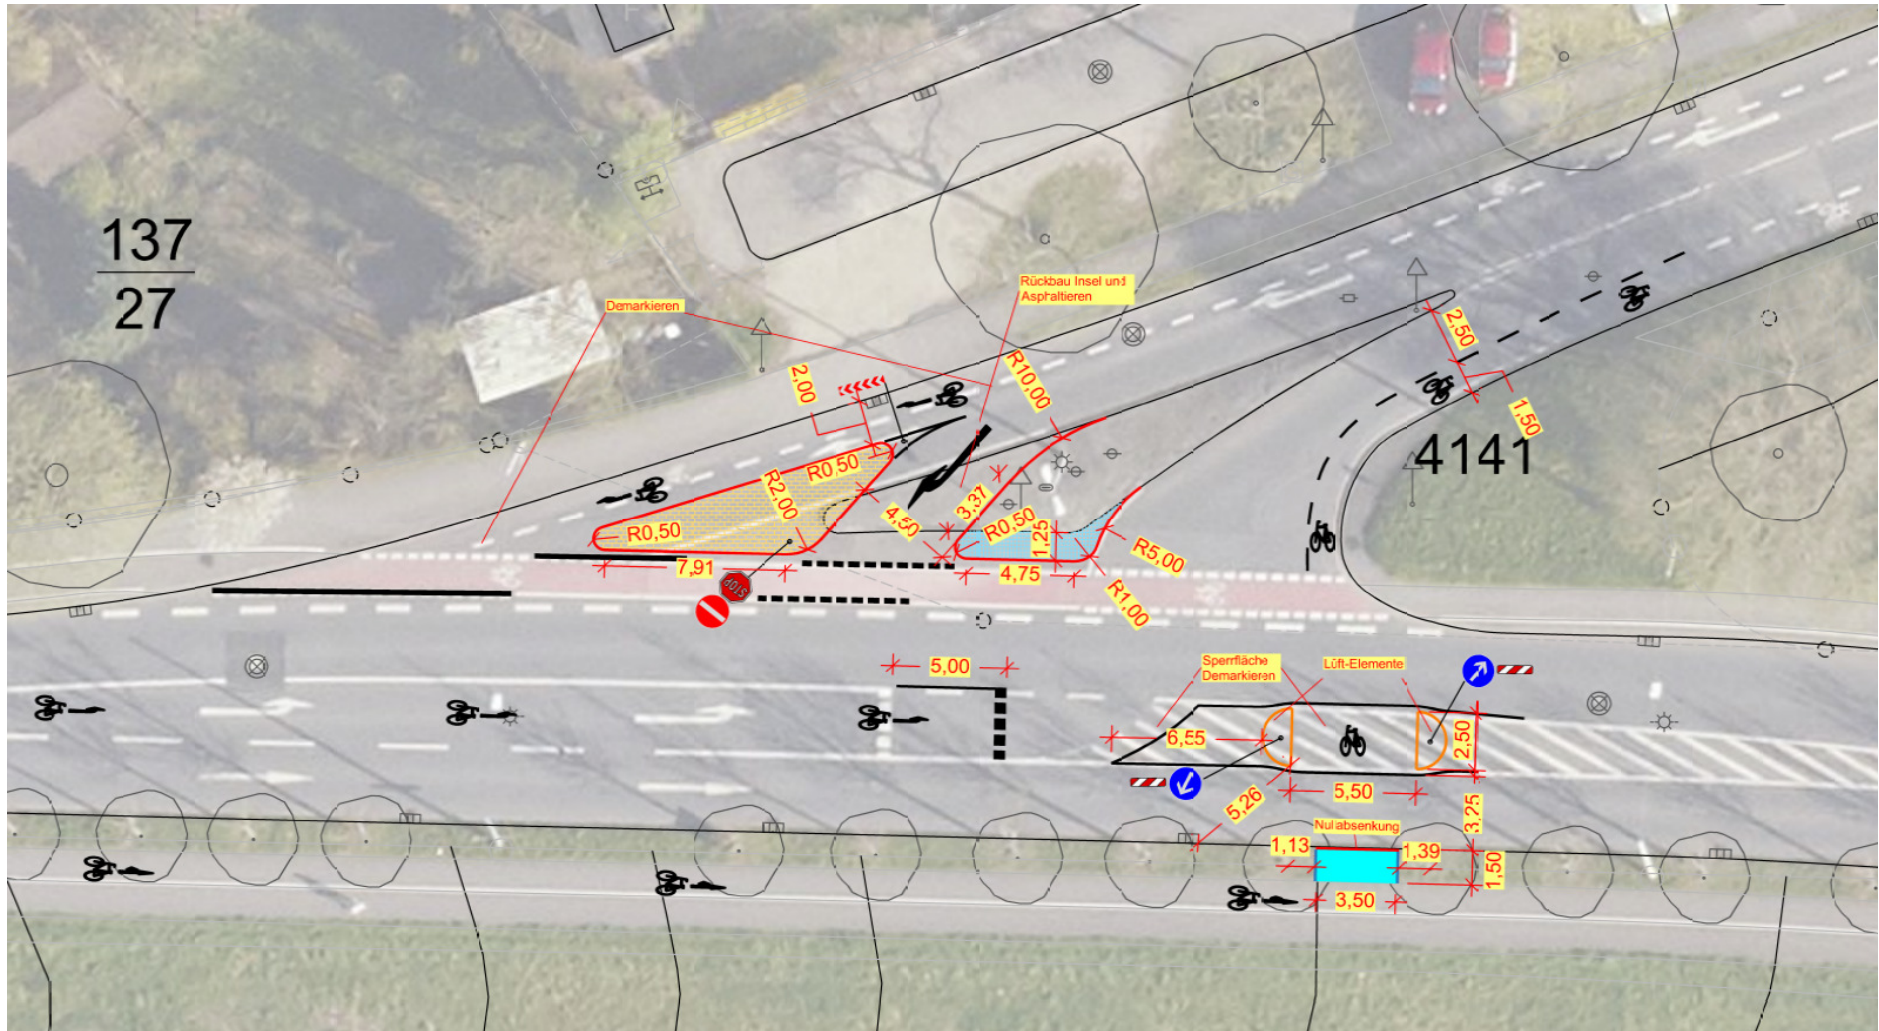 137
27
Demarkieren
Rückbau Insel und
Asphaltieren
2,00
R10,00
2,50
1,50
4141
R0,50
R2,00
R0,50
4,50
3,37
R0,50
1,25
R5,00
7,91
4,75
R1,00
STOP
5,00
Sperrfläche
Demarkieren
Lüft-Elemente
6,55
2,50
5,26
5,50
3,25
Nullabsenkung
1,13
1,39
1,50
3,50